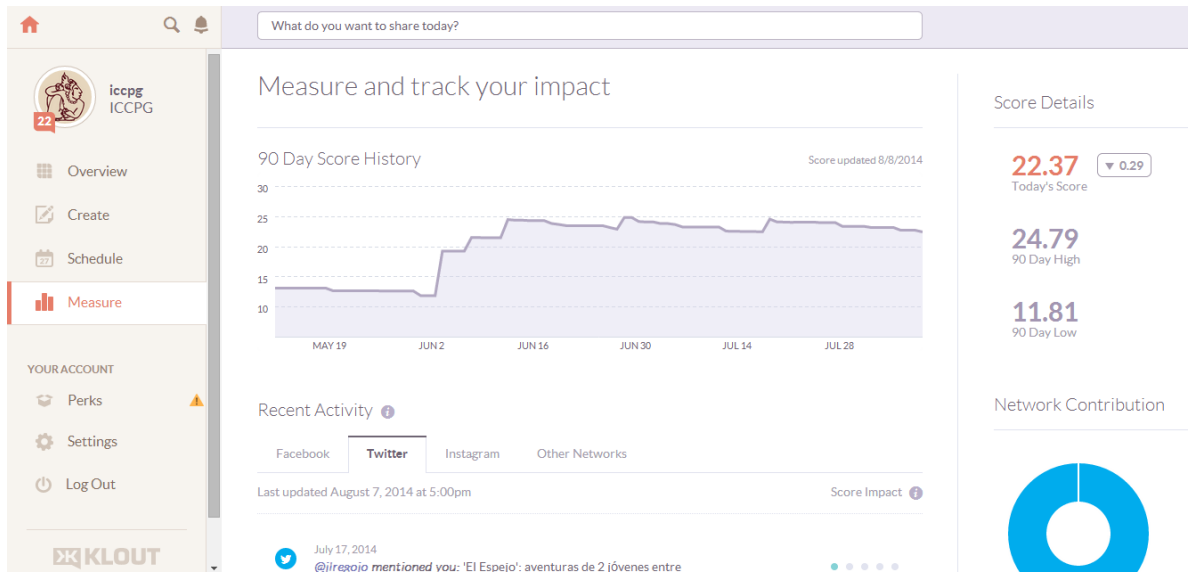 What do you want to share today?
iccpg
ICCPG
22
Overview
Create
27
Schedule
Measure
YOUR ACCOUNT
Perks
Settings
Log Out
KLOUT
Measure and track your impact
90 Day Score History
Score updated 8/8/2014
30
25
20
15
10
MAY 19 JUN 2 JUN 16 JUN 30 JUL 14 JUL 28
Recent Activity
Facebook Twitter Instagram Other Networks
Last updated August 7, 2014 at 5:00pm
Score Impact
July 17, 2014
@jlrexojo mentioned you: 'El Espejo': aventuras de 2 jóvenes entre
Score Details
22.37
▼ 0.29
Today's Score
24.79
90 Day High
11.81
90 Day Low
Network Contribution